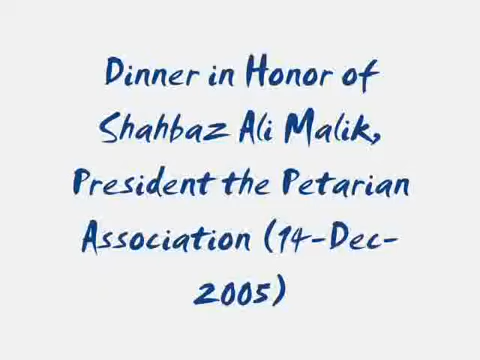 Dinner in Honor of
Shahbaz Ali Malik,
President the Petarian
Association (14-Dec-
2005)